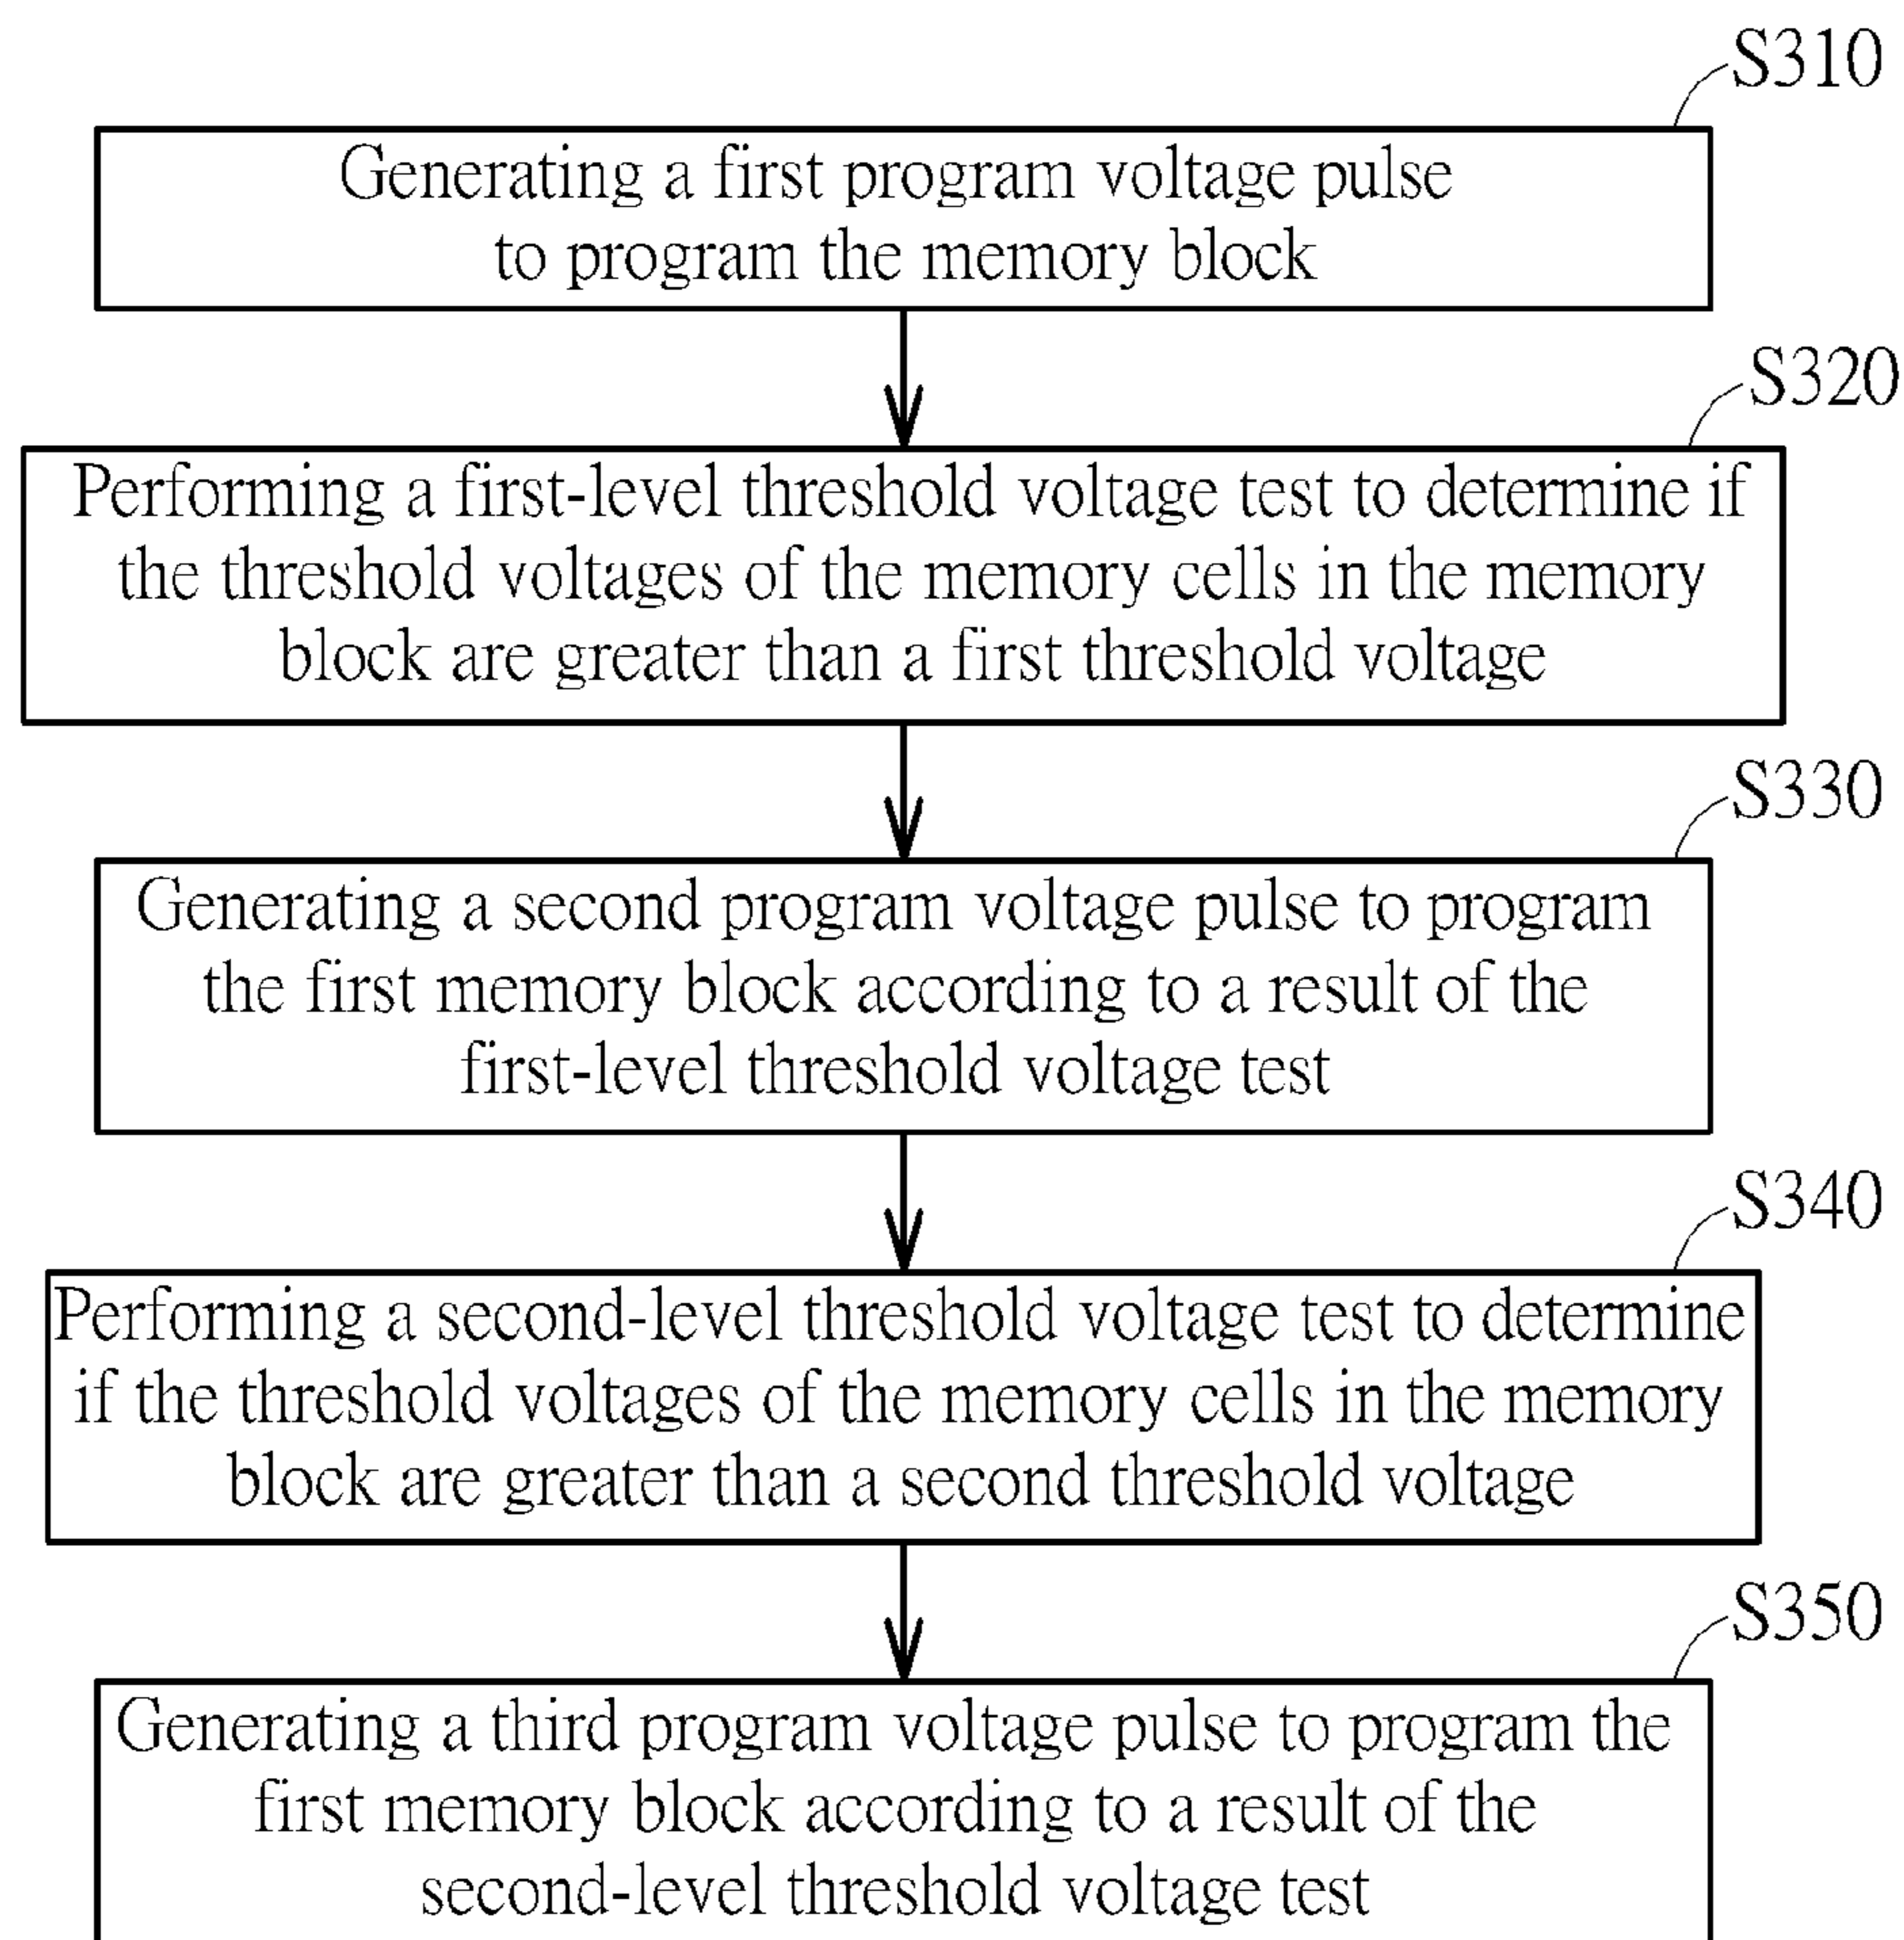 S310
Generating a first program voltage pulse
to program the memory block
S320
Performing a first-level threshold voltage test to determine if
the threshold voltages of the memory cells in the memory
block are greater than a first threshold voltage
S330
Generating a second program voltage pulse to program
the first memory block according to a result of the
first-level threshold voltage test
S340
Performing a second-level threshold voltage test to determine
if the threshold voltages of the memory cells in the memory
block are greater than a second threshold voltage
S350
Generating a third program voltage pulse to program the
first memory block according to a result of the
second-level threshold voltage test